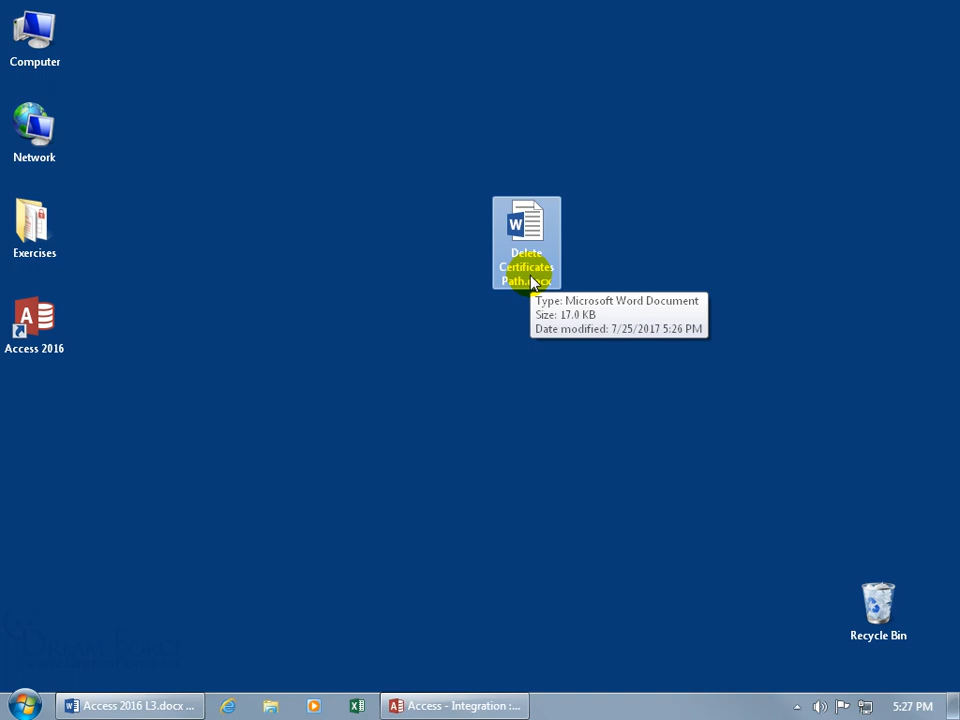 Computer
Network
Exercises
Access 2016
W
Delete
Certificates
Path.docx
Type: Microsoft Word Document
Size: 17.0 KB
Date modified: 7/25/2017 5:26 PM
Recycle Bin
Access 2016 L3.docx ...
Access - Integration :...
5:27 PM